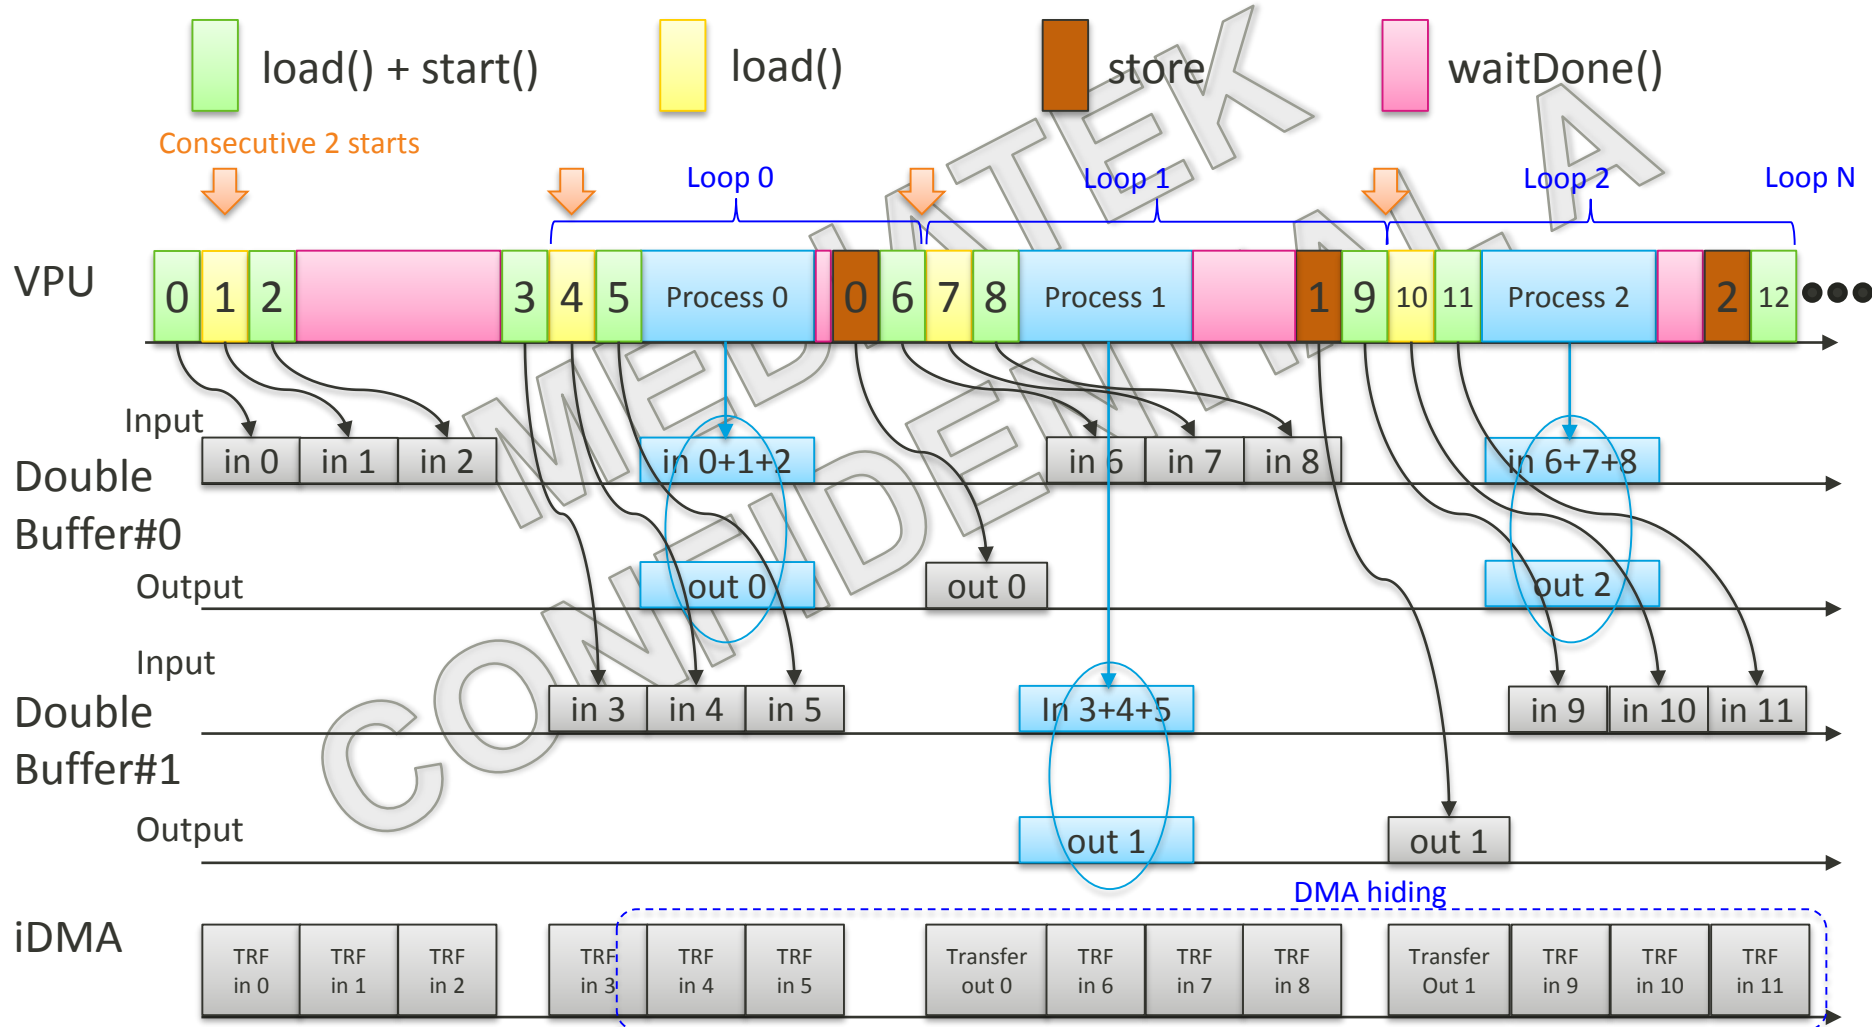 load() + start()
load()
store
waitDone()
Consecutive 2 starts
Loop 0
Loop 1
Loop 2
Loop N
VPU
0 1 2 3 4 5 Process 0 0 6 7 8 Process 1 1 9 10 11 Process 2 2 12
Input
in 0 in 1 in 2 in 0+1+2 in 6 in 7 in 8 in 6+7+8
Double
Buffer#0
Output
out 0 out 0 out 2
Input
in 3 in 4 in 5 In 3+4+5 in 9 in 10 in 11
Double
Buffer#1
Output
out 1 out 1
DMA hiding
iDMA
TRF
in 0
TRF
in 1
TRF
in 2
TRF
in 3
TRF
in 4
TRF
in 5
Transfer
out 0
TRF
in 6
TRF
in 7
TRF
in 8
Transfer
Out 1
TRF
in 9
TRF
in 10
TRF
in 11
MEDIATEK
CONFIDENTIAL A